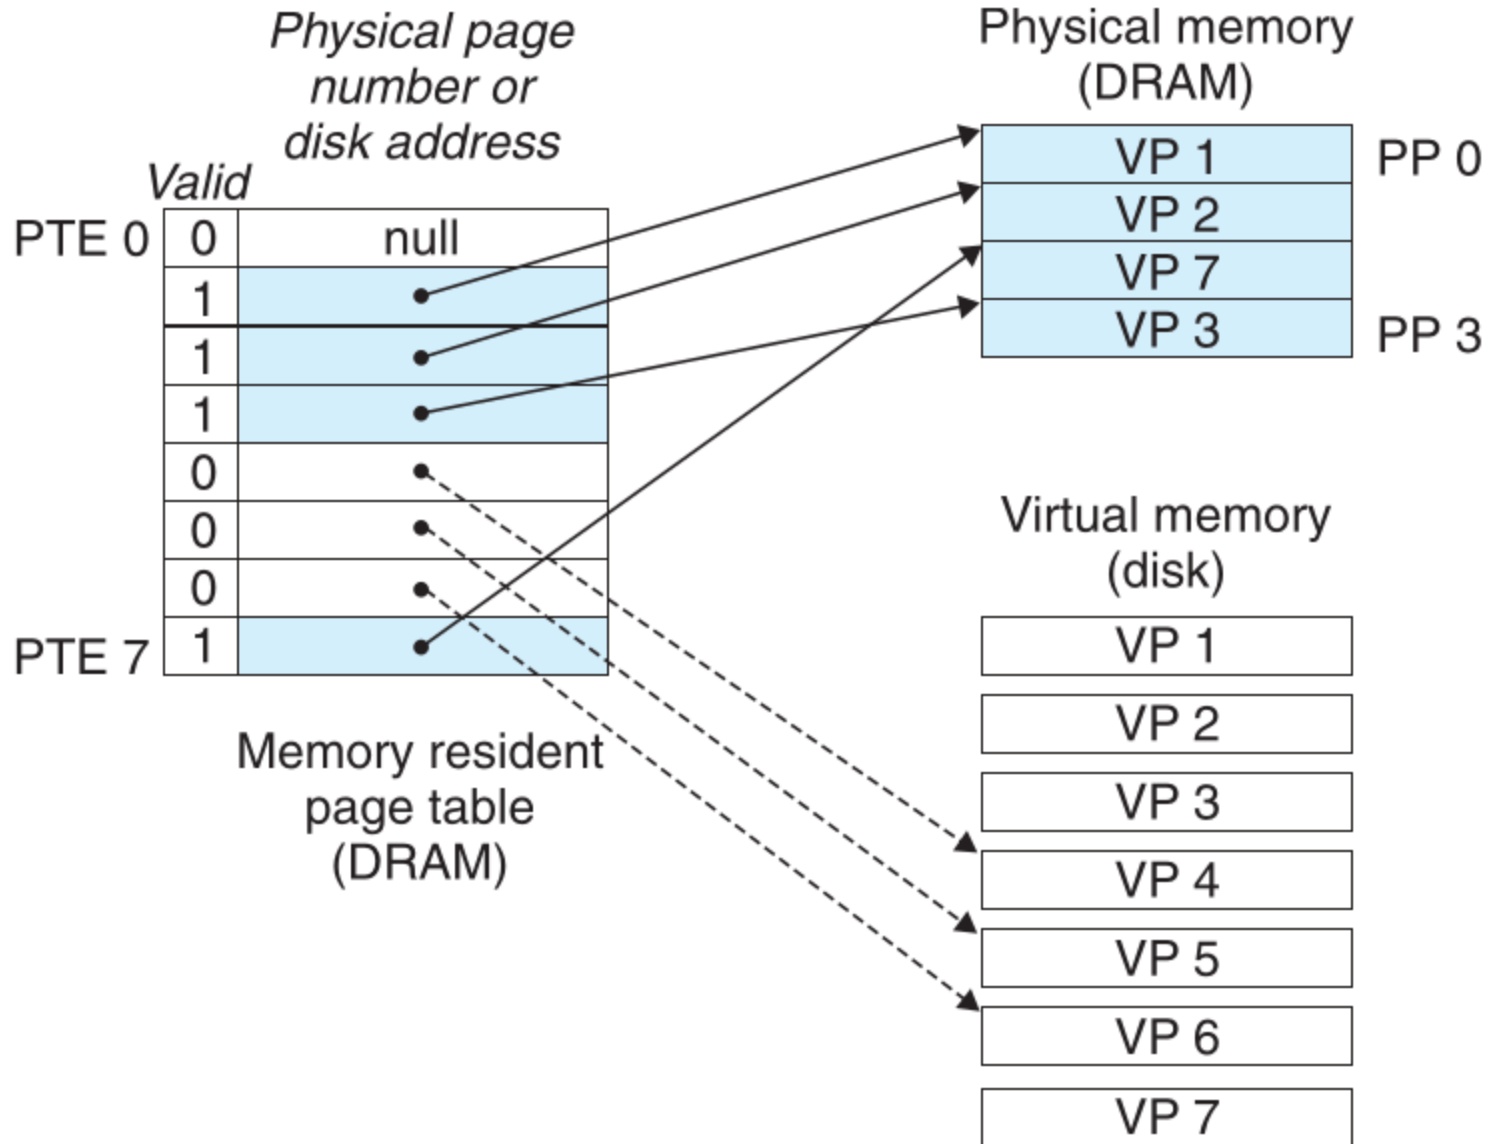 Physical page
number or
disk address
Valid
PTE 0
0
null
1
1
1
0
0
0
PTE 7
1
Memory resident
page table
(DRAM)
Physical memory
(DRAM)
VP 1
PP 0
VP 2
VP 7
VP 3
PP 3
Virtual memory
(disk)
VP 1
VP 2
VP 3
VP 4
VP 5
VP 6
VP 7